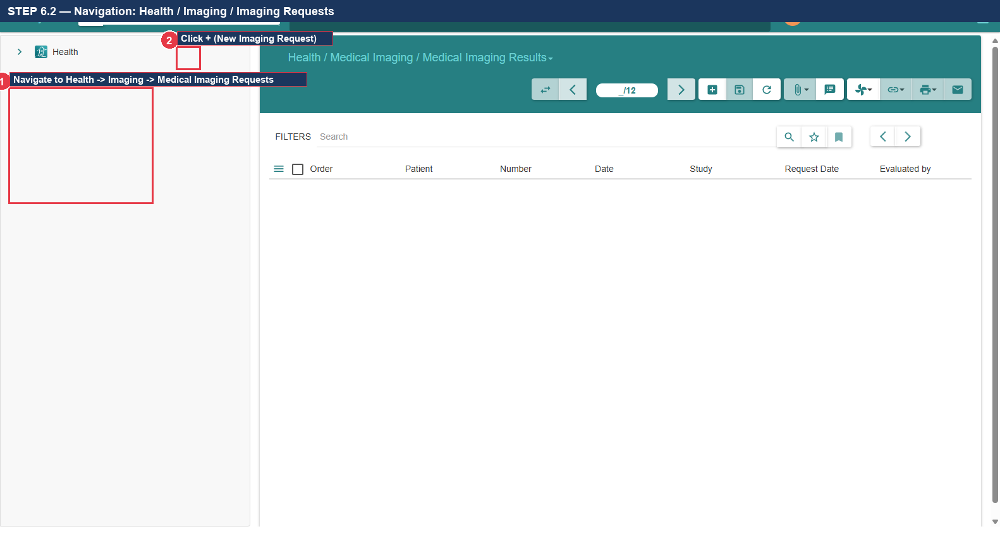 STEP 6.2 — Navigation: Health / Imaging / Imaging Requests
2 Click + (New Imaging Request)
Health
Health / Medical Imaging / Medical Imaging Results
1 Navigate to Health -> Imaging -> Medical Imaging Requests
_/12
FILTERS Search
Order Patient Number Date Study Request Date Evaluated by